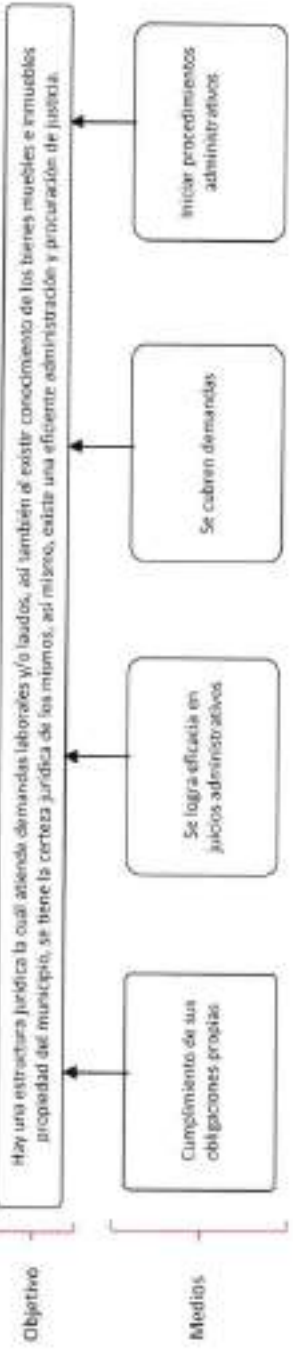 Objetivo
Hay una estructura jurídica la cuál atiende demandas laborales y/o laudos, así también al existir conocimiento de los bienes muebles e inmuebles
propiedad del municipio, se tiene la certeza jurídica de los mismos, así mismo, existe una eficiente administración y procuración de justicia.
Medios
Cumplimiento de sus
obligaciones propias
Se logra eficacia en
juicios administrativos
Se cubren demandas
Iniciar procedimientos
administrativos